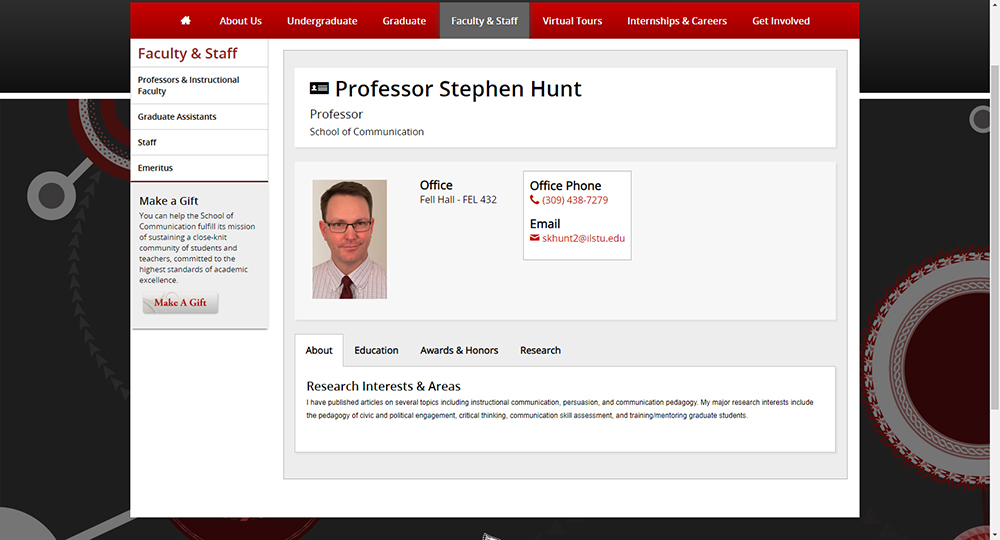 About Us
Undergraduate
Graduate
Faculty & Staff
Virtual Tours
Internships & Careers
Get Involved
Faculty & Staff
Professors & Instructional
Faculty
Graduate Assistants
Staff
Emeritus
Make a Gift
You can help the School of
Communication fulfill its mission
of sustaining a close-knit
community of students and
teachers, committed to the
highest standards of academic
excellence.
Make A Gift
Professor Stephen Hunt
Professor
School of Communication
Office
Fell Hall - FEL 432
Office Phone
(309) 438-7279
Email
skhunt2@ilstu.edu
About
Education
Awards & Honors
Research
Research Interests & Areas
I have published articles on several topics including instructional communication, persuasion, and communication pedagogy. My major research interests include
the pedagogy of civic and political engagement, critical thinking, communication skill assessment, and training/mentoring graduate students.